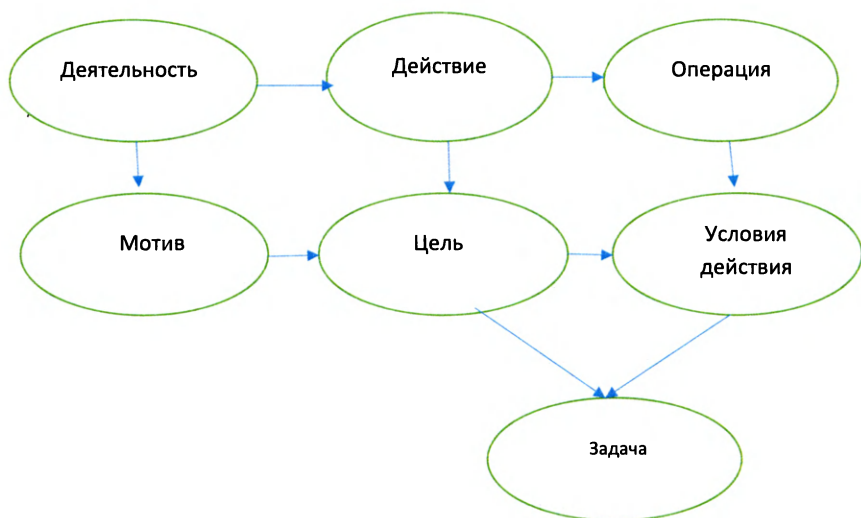 Деятельность
Действие
Операция
Мотив
Цель
Условия
действия
Задача